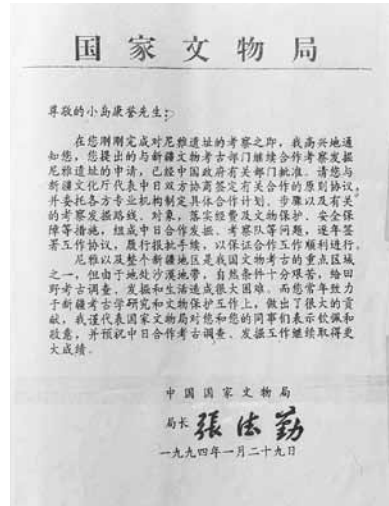 国家文物局
尊敬的小岛康誉先生:
在您刚刚完成对尼雅遗址的考察之即,我高兴地通
知您,您提出的与新疆文物考古部门继续合作考察发掘
尼雅遗址的申请,已经中国政府有关部门批准。请您与
新疆文化厅代表中日双方协商签定有关合作的原则协议,
并委托各方专业机构制定具体合作计划、步骤以及有关
的考察发掘路线、对象,落实经费及文物保护、安全保
障等措施,组成中日合作发掘、考察队等问题,逐年签
署工作协议,履行报批手续,以保证合作工作顺利进行。
尼雅以及整个新疆地区是我国文物考古的重点区域
之一,但由于地处沙漠地带,自然条件十分艰苦,给田
野考古调查、发掘和生活造成很大困难。而您常年致力
于新疆考古学研究和文物保护工作上,做出了很大的贡
献,我谨代表国家文物局对您和您的同事们表示钦佩和
敬意,并预祝中日合作考古调查、发掘工作继续取得更
大成绩。
中国国家文物局
局长 張德勤
一九九四年一月二十九日